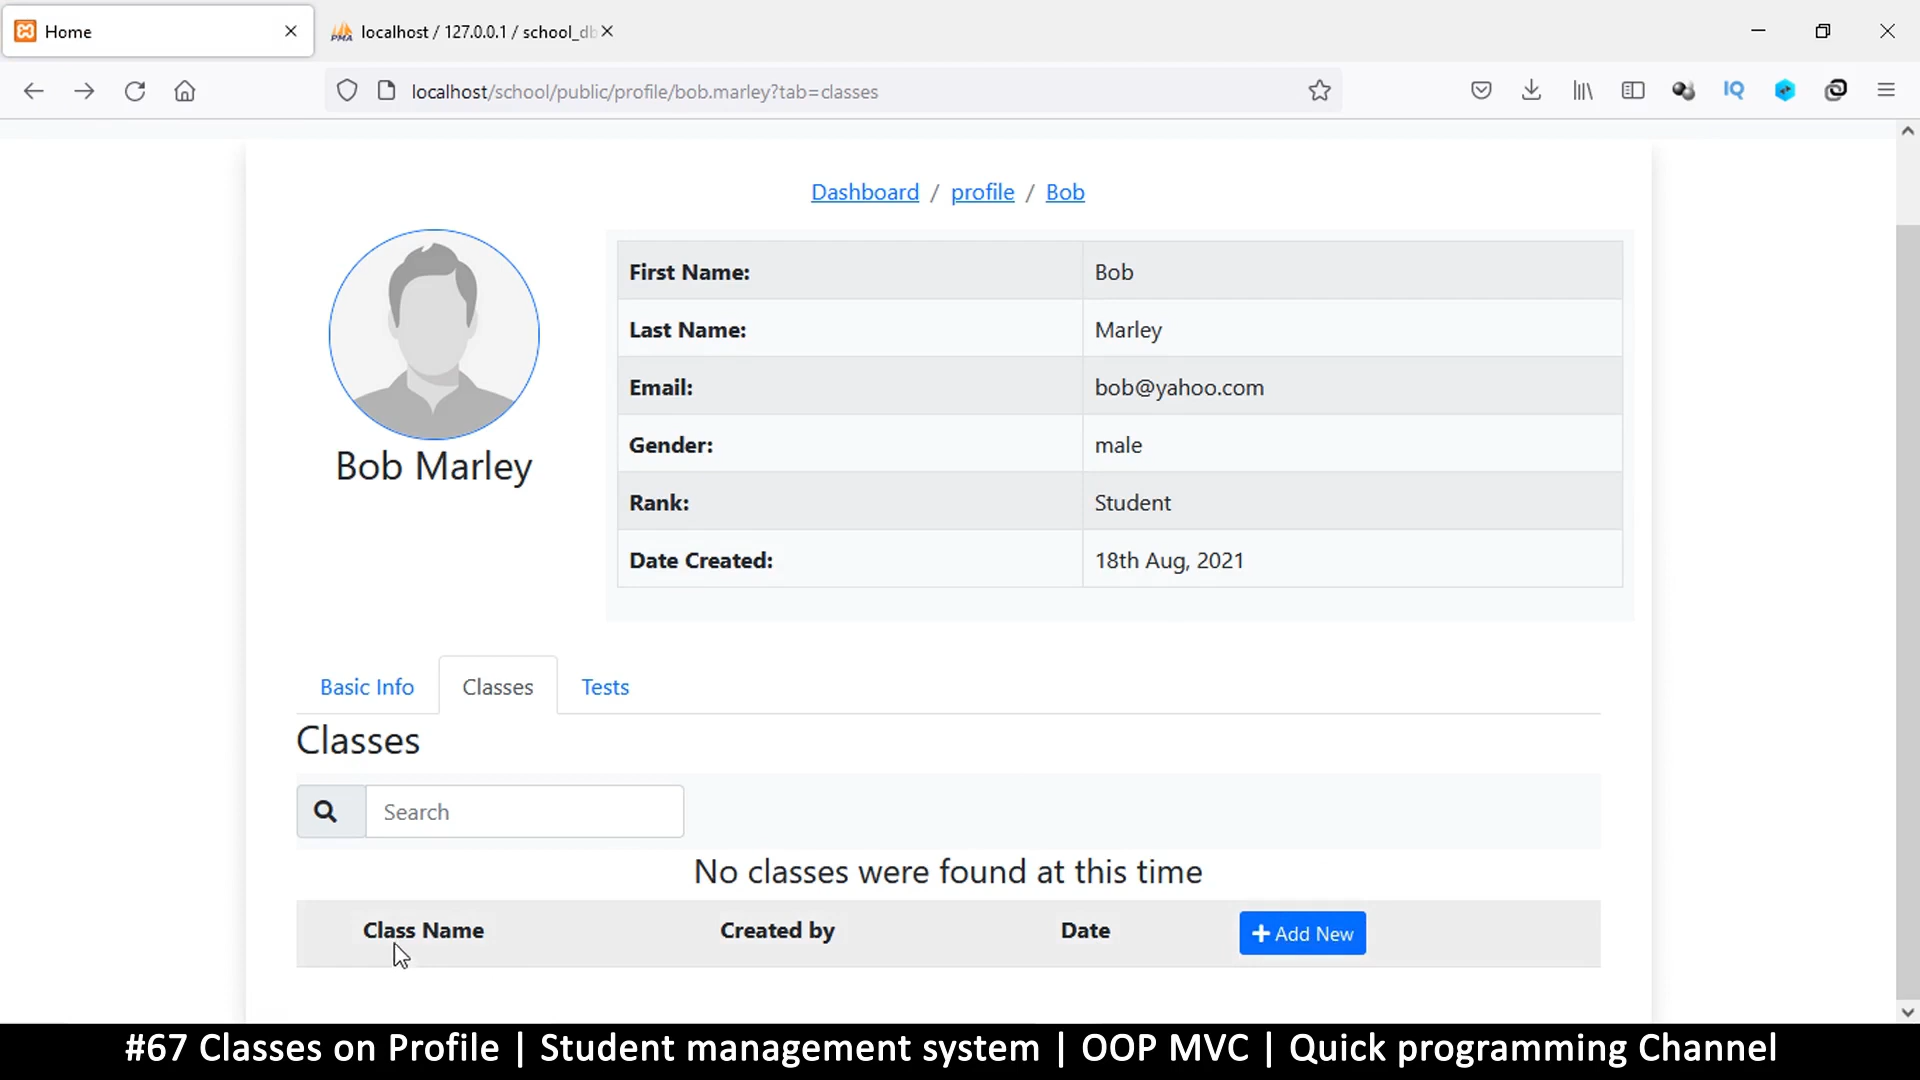 Home
PMA localhost / 127.0.0.1 / school_db
localhost/school/public/profile/bob.marley?tab=classes
IQ
Dashboard / profile / Bob
First Name: Bob
Last Name: Marley
Email: bob@yahoo.com
Gender: male
Rank: Student
Date Created: 18th Aug, 2021
Bob Marley
Basic Info Classes Tests
Classes
Search
No classes were found at this time
Class Name Created by Date Add New
#67 Classes on Profile | Student management system | OOP MVC | Quick programming Channel